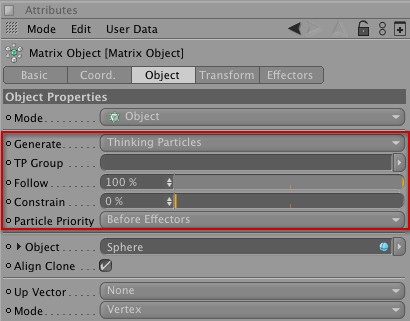 Attributes
Mode Edit User Data
Matrix Object [Matrix Object]
Basic Coord. Object Transform Effectors
Object Properties
Mode . . . . . Object
Generate . . . . . Thinking Particles
TP Group . . . . .
Follow . . . . . 100 %
Constrain . . . . . 0 %
Particle Priority Before Effectors
Object . . . . Sphere
Align Clone . . ✓
Up Vector . . . . None
Mode . . . . . Vertex